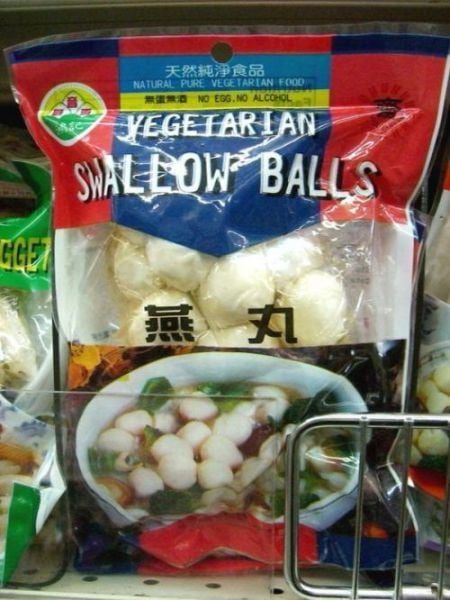 天然純淨食品
NATURAL PURE VEGETARIAN FOOD
無蛋無酒 NO EGG, NO ALCOHOL
VEGETARIAN
SWALLOW BALLS
燕丸
GGET